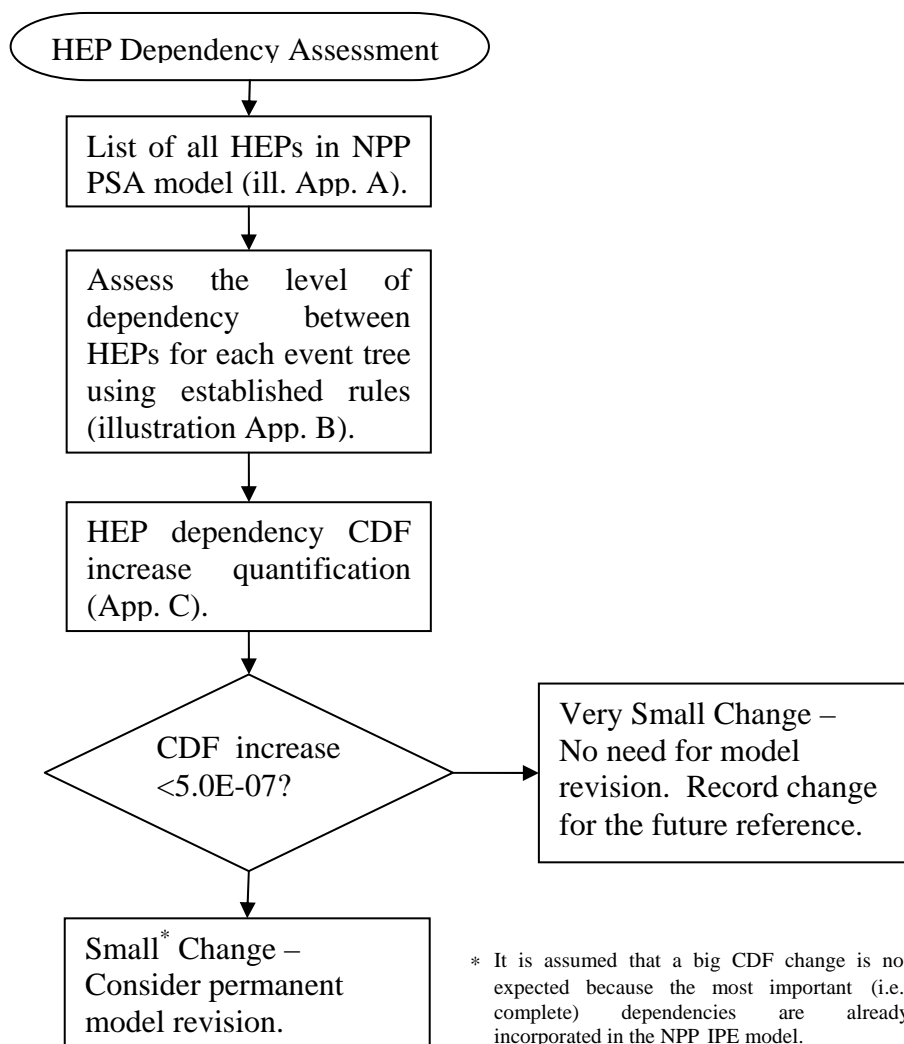 HEP Dependency Assessment
List of all HEPs in NPP
PSA model (ill. App. A).
Assess the level of
dependency between
HEPs for each event tree
using established rules
(illustration App. B).
HEP dependency CDF
increase quantification
(App. C).
CDF increase
<5.0E-07?
Very Small Change –
No need for model
revision. Record change
for the future reference.
Small* Change –
Consider permanent
model revision.
* It is assumed that a big CDF change is no
expected because the most important (i.e.
complete) dependencies are already
incorporated in the NPP IPE model.